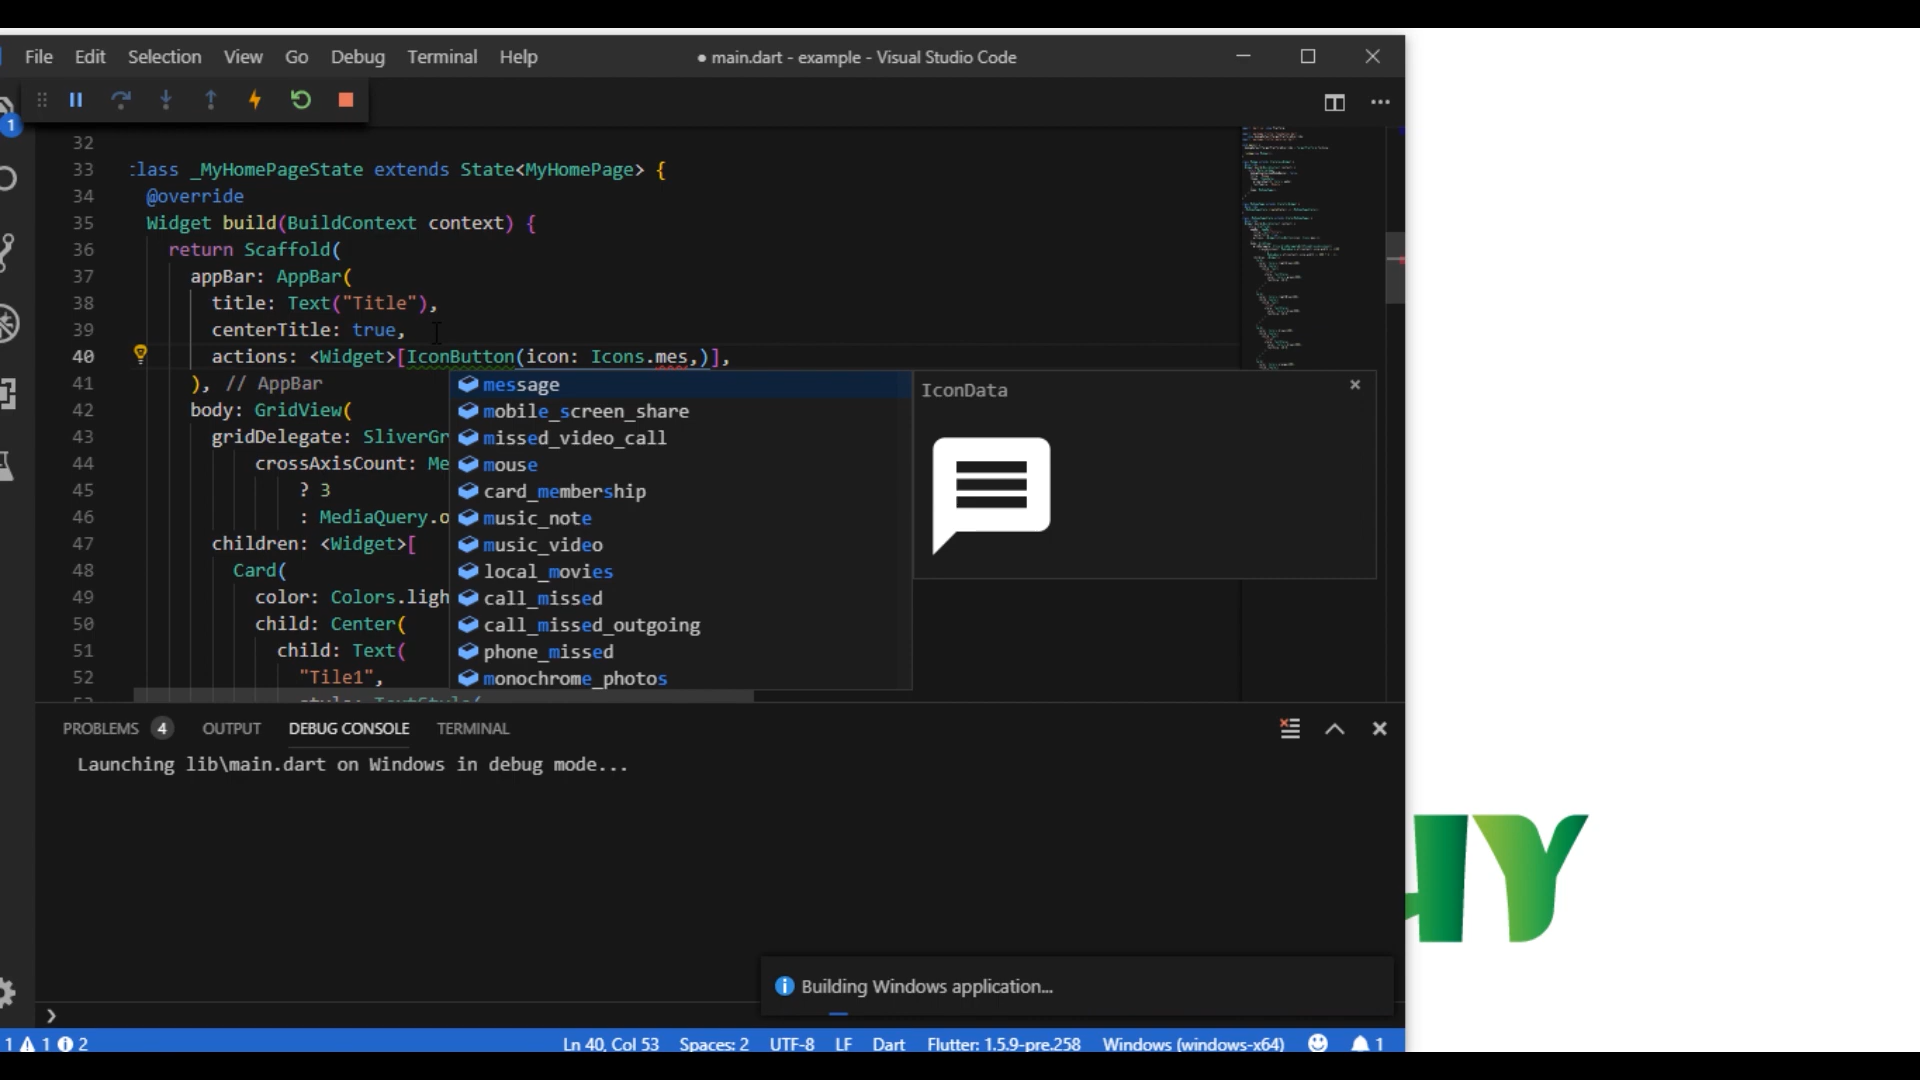 File Edit Selection View Go Debug Terminal Help
● main.dart - example - Visual Studio Code
1
32
33 class _MyHomePageState extends State<MyHomePage> {
34 @override
35 Widget build(BuildContext context) {
36 return Scaffold(
37 appBar: AppBar(
38 title: Text("Title"),
39 centerTitle: true,
40 actions: <Widget>[IconButton(icon: Icons.mes,)],
41 ), // AppBar
42 body: GridView(
43 gridDelegate: SliverGr
44 crossAxisCount: Me
45 ? 3
46 : MediaQuery.o
47 children: <Widget>[
48 Card(
49 color: Colors.ligh
50 child: Center(
51 child: Text(
52 "Tile1",
53 style: TextStyle(
message
mobile_screen_share
missed_video_call
mouse
card_membership
music_note
music_video
local_movies
call_missed
call_missed_outgoing
phone_missed
monochrome_photos
IconData
PROBLEMS 4 OUTPUT DEBUG CONSOLE TERMINAL
Launching lib\main.dart on Windows in debug mode...
HY
Building Windows application...
1 1 2 Ln 40, Col 53 Spaces: 2 UTF-8 LF Dart Flutter: 1.5.9-pre.258 Windows (windows-x64) 1